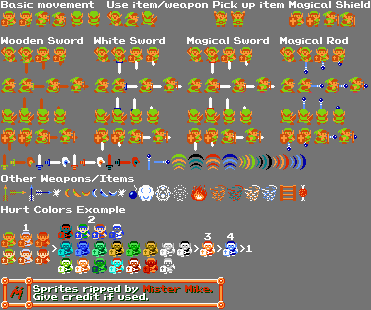 Basic movement Use item/weapon Pick up item Magical Shield
Wooden Sword White Sword Magical Sword Magical Rod
Other Weapons/Items
Hurt Colors Example
1 2 3 4
> > > >1
Sprites ripped by Mister Mike.
Give credit if used.